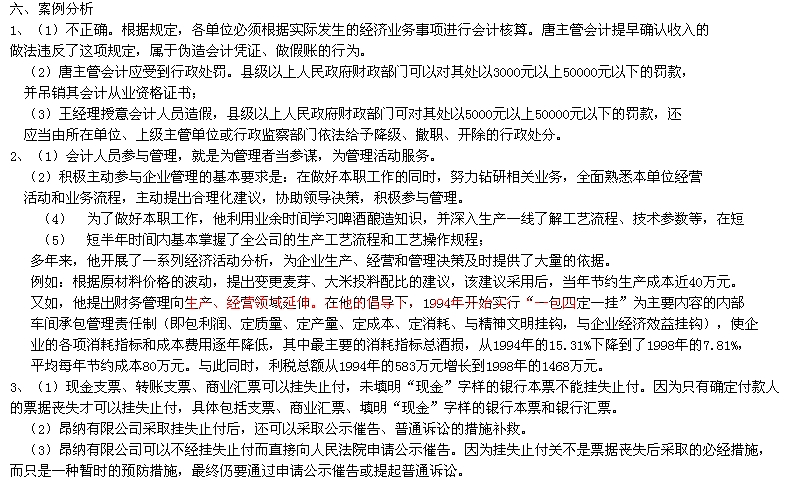 六、案例分析
1、（1）不正确。根据规定，各单位必须根据实际发生的经济业务事项进行会计核算。唐主管会计提早确认收入的
做法违反了这项规定，属于伪造会计凭证、做假账的行为。
（2）唐主管会计应受到行政处罚。县级以上人民政府财政部门可以对其处以3000元以上50000元以下的罚款，
并吊销其会计从业资格证书；
（3）王经理授意会计人员造假，县级以上人民政府财政部门可对其处以5000元以上50000元以下的罚款，还
应当由所在单位、上级主管单位或行政监察部门依法给予降级、撤职、开除的行政处分。
2、（1）会计人员参与管理，就是为管理者当参谋，为管理活动服务。
（2）积极主动参与企业管理的基本要求是：在做好本职工作的同时，努力钻研相关业务，全面熟悉本单位经营
活动和业务流程，主动提出合理化建议，协助领导决策，积极参与管理。
（4） 为了做好本职工作，他利用业余时间学习啤酒酿造知识，并深入生产一线了解工艺流程、技术参数等，在短
（5） 短半年时间内基本掌握了全公司的生产工艺流程和工艺操作规程；
多年来，他开展了一系列经济活动分析，为企业生产、经营和管理决策及时提供了大量的依据。
例如：根据原材料价格的波动，提出变更麦芽、大米投料配比的建议，该建议采用后，当年节约生产成本近40万元。
又如，他提出财务管理向生产、经营领域延伸。在他的倡导下，1994年开始实行“一包四定一挂”为主要内容的内部
车间承包管理责任制（即包利润、定质量、定产量、定成本、定消耗、与精神文明挂钩，与企业经济效益挂钩），使企
业的各项消耗指标和成本费用逐年降低，其中最主要的消耗指标总酒损，从1994年的15.31%下降到了1998年的7.81%，
平均每年节约成本80万元。与此同时，利税总额从1994年的583万元增长到1998年的1468万元。
3、（1）现金支票、转账支票、商业汇票可以挂失止付，未填明“现金”字样的银行本票不能挂失止付。因为只有确定付款人
的票据丧失才可以挂失止付，具体包括支票、商业汇票、填明“现金”字样的银行本票和银行汇票。
（2）昂纳有限公司采取挂失止付后，还可以采取公示催告、普通诉讼的措施补救。
（3）昂纳有限公司可以不经挂失止付而直接向人民法院申请公示催告。因为挂失止付关不是票据丧失后采取的必经措施，
而只是一种暂时的预防措施，最终仍要通过申请公示催告或提起普通诉讼。